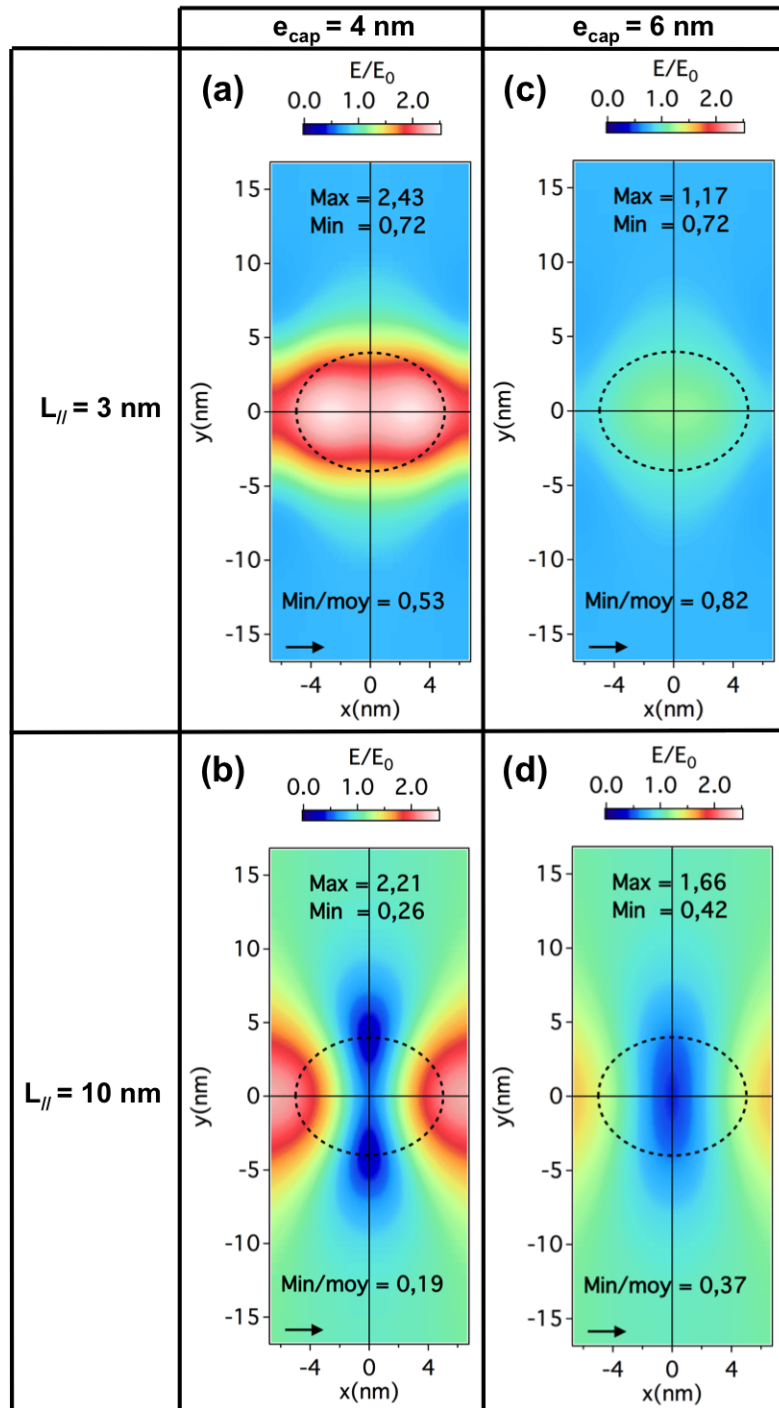 e_cap = 4 nm
e_cap = 6 nm
L_// = 3 nm
(a)
E/E_0
0.0 1.0 2.0
Max = 2,43
Min = 0,72
15
10
5
0
-5
-10
-15
y(nm)
Min/moy = 0,53
-4 0 4
x(nm)
(c)
E/E_0
0.0 1.0 2.0
Max = 1,17
Min = 0,72
15
10
5
0
-5
-10
-15
y(nm)
Min/moy = 0,82
-4 0 4
x(nm)
L_// = 10 nm
(b)
E/E_0
0.0 1.0 2.0
Max = 2,21
Min = 0,26
15
10
5
0
-5
-10
-15
y(nm)
Min/moy = 0,19
-4 0 4
x(nm)
(d)
E/E_0
0.0 1.0 2.0
Max = 1,66
Min = 0,42
15
10
5
0
-5
-10
-15
y(nm)
Min/moy = 0,37
-4 0 4
x(nm)